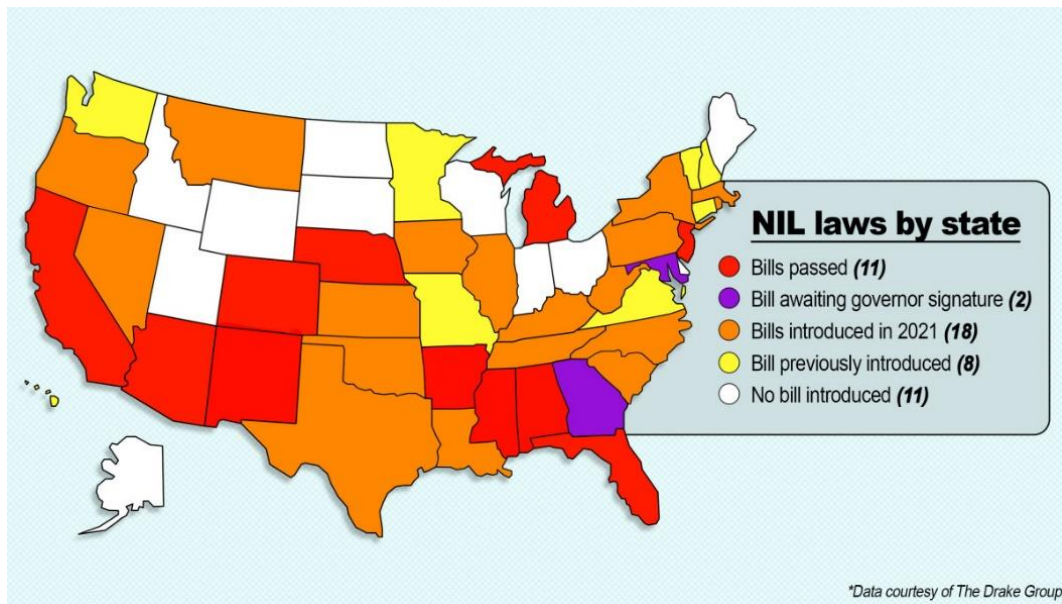 NIL laws by state
Bills passed (11)
Bill awaiting governor signature (2)
Bills introduced in 2021 (18)
Bill previously introduced (8)
No bill introduced (11)
*Data courtesy of The Drake Group